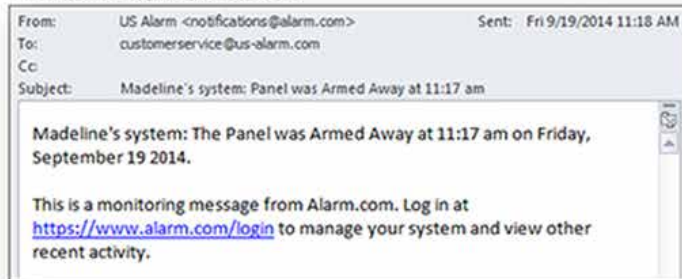 From: US Alarm <notifications@alarm.com> Sent: Fri 9/19/2014 11:18 AM
To: customerservice@us-alarm.com
Cc
Subject: Madeline's system: Panel was Armed Away at 11:17 am
Madeline's system: The Panel was Armed Away at 11:17 am on Friday,
September 19 2014.
This is a monitoring message from Alarm.com. Log in at
https://www.alarm.com/login to manage your system and view other
recent activity.